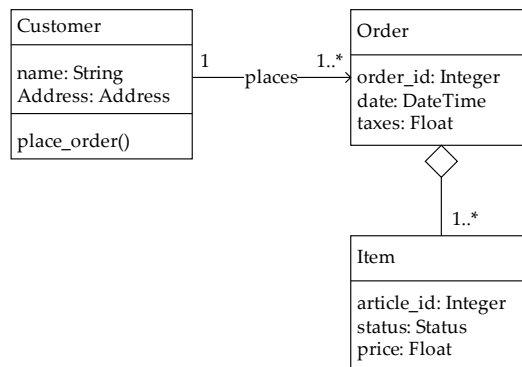 Customer
name: String
Address: Address
place_order()
1
places
1..*
Order
order_id: Integer
date: DateTime
taxes: Float
1..*
Item
article_id: Integer
status: Status
price: Float